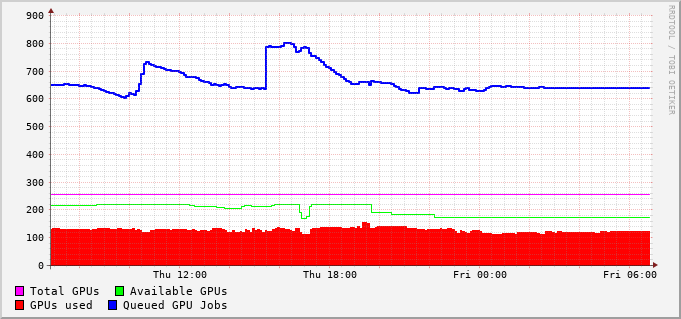 900
800
700
600
500
400
300
200
100
0
Thu 12:00 Thu 18:00 Fri 00:00 Fri 06:00
Total GPUs Available GPUs
GPUs used Queued GPU Jobs
RRDTOOL / TOBI OETIKER